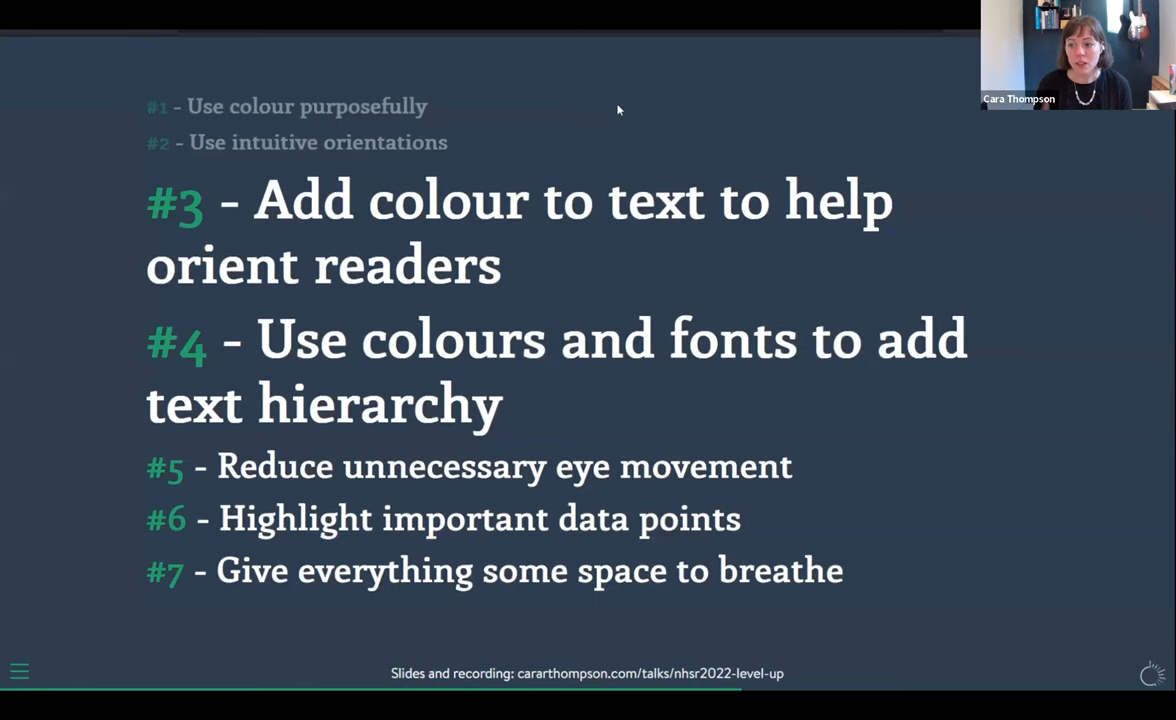 #1 - Use colour purposefully
Cara Thompson
#2 - Use intuitive orientations
#3 - Add colour to text to help
orient readers
#4 - Use colours and fonts to add
text hierarchy
#5 - Reduce unnecessary eye movement
#6 - Highlight important data points
#7 - Give everything some space to breathe
Slides and recording: cararthompson.com/talks/nhsr2022-level-up